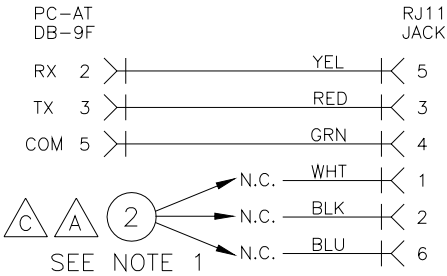 PC-AT RJ11
DB-9F JACK
RX 2 YEL 5
TX 3 RED 3
COM 5 GRN 4
N.C. WHT 1
C A 2 N.C. BLK 2
N.C. BLU 6
SEE NOTE 1